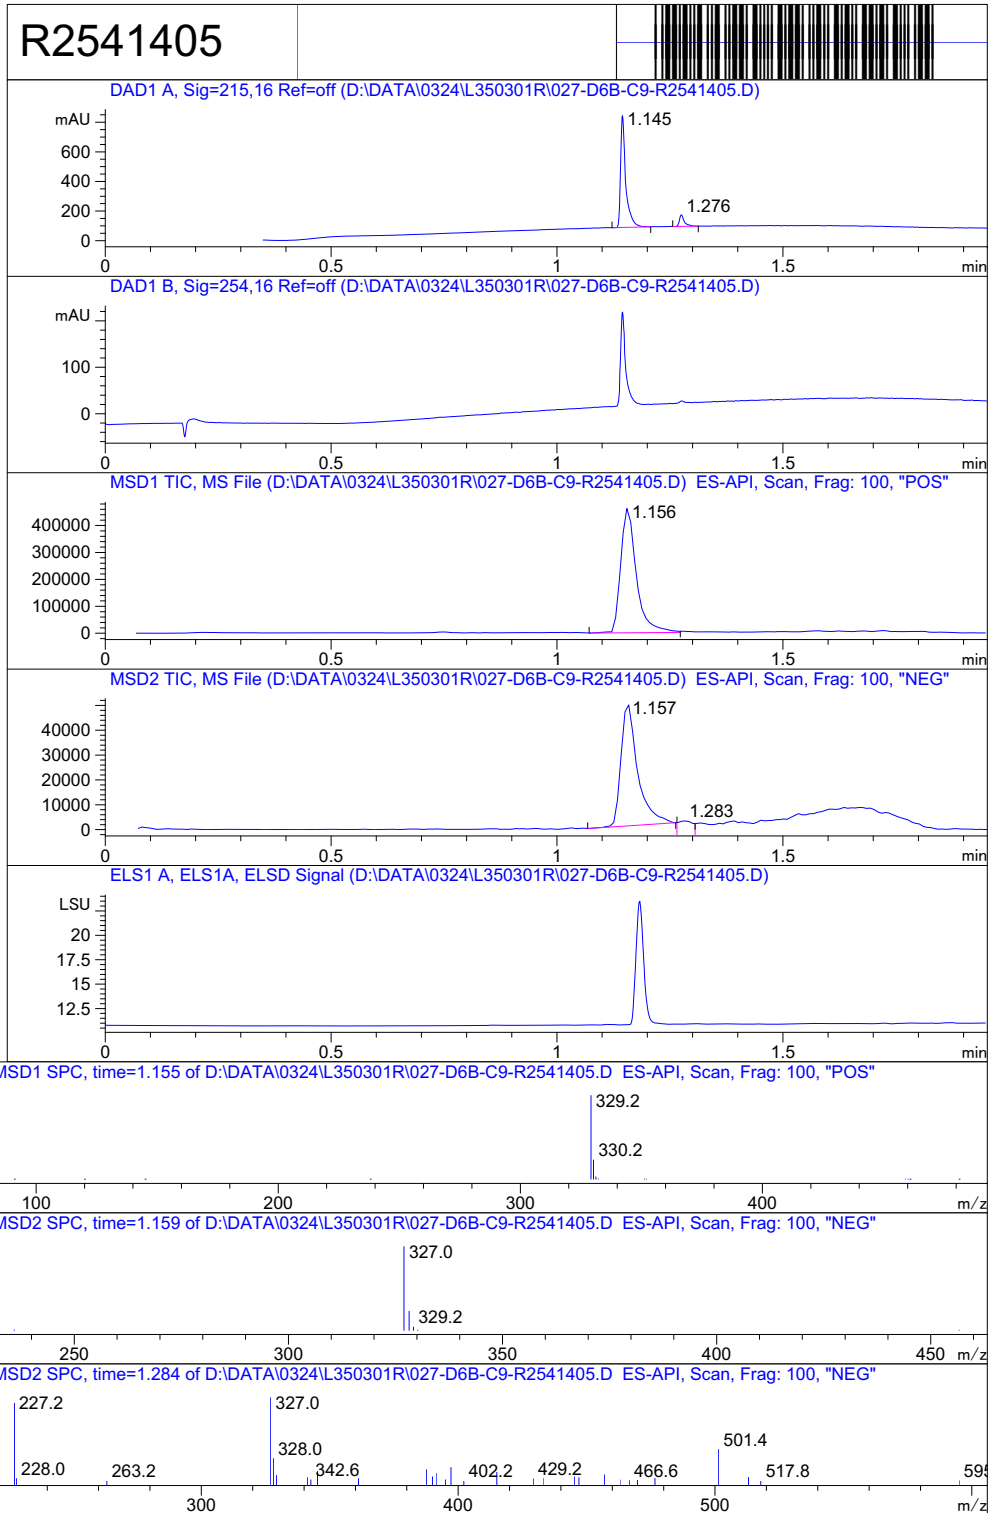 R2541405
DAD1 A, Sig=215,16 Ref=off (D:\DATA\0324\L350301R\027-D6B-C9-R2541405.D)
mAU
600
400
200
0
1.145
1.276
0 0.5 1 1.5 min
DAD1 B, Sig=254,16 Ref=off (D:\DATA\0324\L350301R\027-D6B-C9-R2541405.D)
mAU
100
0
0 0.5 1 1.5 min
MSD1 TIC, MS File (D:\DATA\0324\L350301R\027-D6B-C9-R2541405.D) ES-API, Scan, Frag: 100, "POS"
400000
300000
200000
100000
0
1.156
0 0.5 1 1.5 min
MSD2 TIC, MS File (D:\DATA\0324\L350301R\027-D6B-C9-R2541405.D) ES-API, Scan, Frag: 100, "NEG"
40000
30000
20000
10000
0
1.157
1.283
0 0.5 1 1.5 min
ELS1 A, ELS1A, ELSD Signal (D:\DATA\0324\L350301R\027-D6B-C9-R2541405.D)
LSU
20
17.5
15
12.5
0 0.5 1 1.5 min
MSD1 SPC, time=1.155 of D:\DATA\0324\L350301R\027-D6B-C9-R2541405.D ES-API, Scan, Frag: 100, "POS"
329.2
330.2
100 200 300 400 m/z
MSD2 SPC, time=1.159 of D:\DATA\0324\L350301R\027-D6B-C9-R2541405.D ES-API, Scan, Frag: 100, "NEG"
327.0
329.2
250 300 350 400 450 m/z
MSD2 SPC, time=1.284 of D:\DATA\0324\L350301R\027-D6B-C9-R2541405.D ES-API, Scan, Frag: 100, "NEG"
227.2
327.0
328.0
501.4
228.0
263.2
342.6
402.2
429.2
466.6
517.8
595
300 400 500 m/z